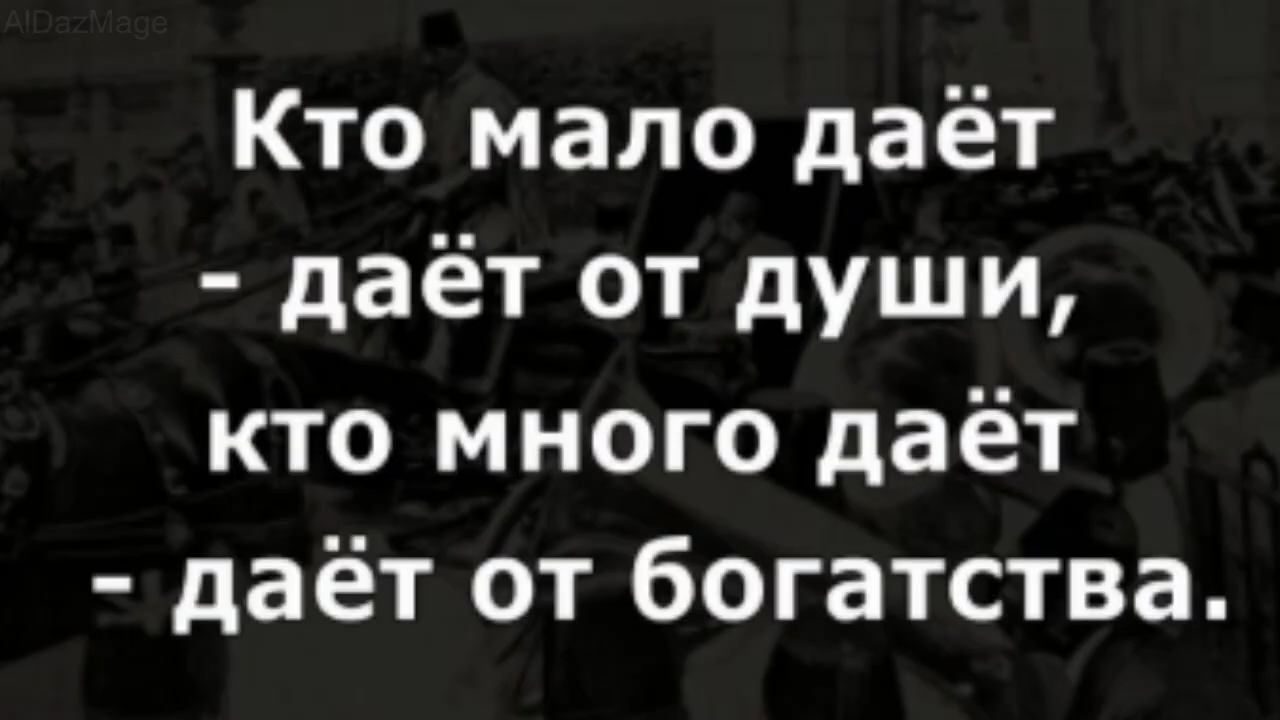 AlDazMage
Кто мало даёт
- даёт от души,
кто много даёт
- даёт от богатства.